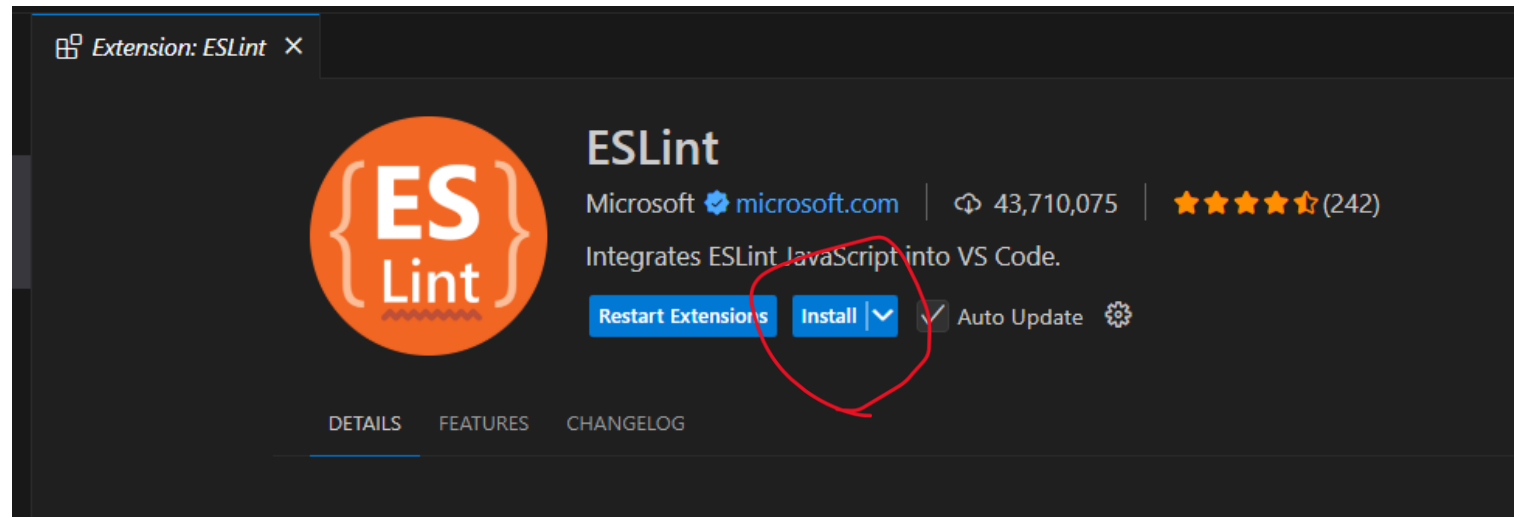 Extension: ESLint
ES
Lint
ESLint
Microsoft microsoft.com 43,710,075 (242)
Integrates ESLint JavaScript into VS Code.
Restart Extensions Install Auto Update
DETAILS FEATURES CHANGELOG